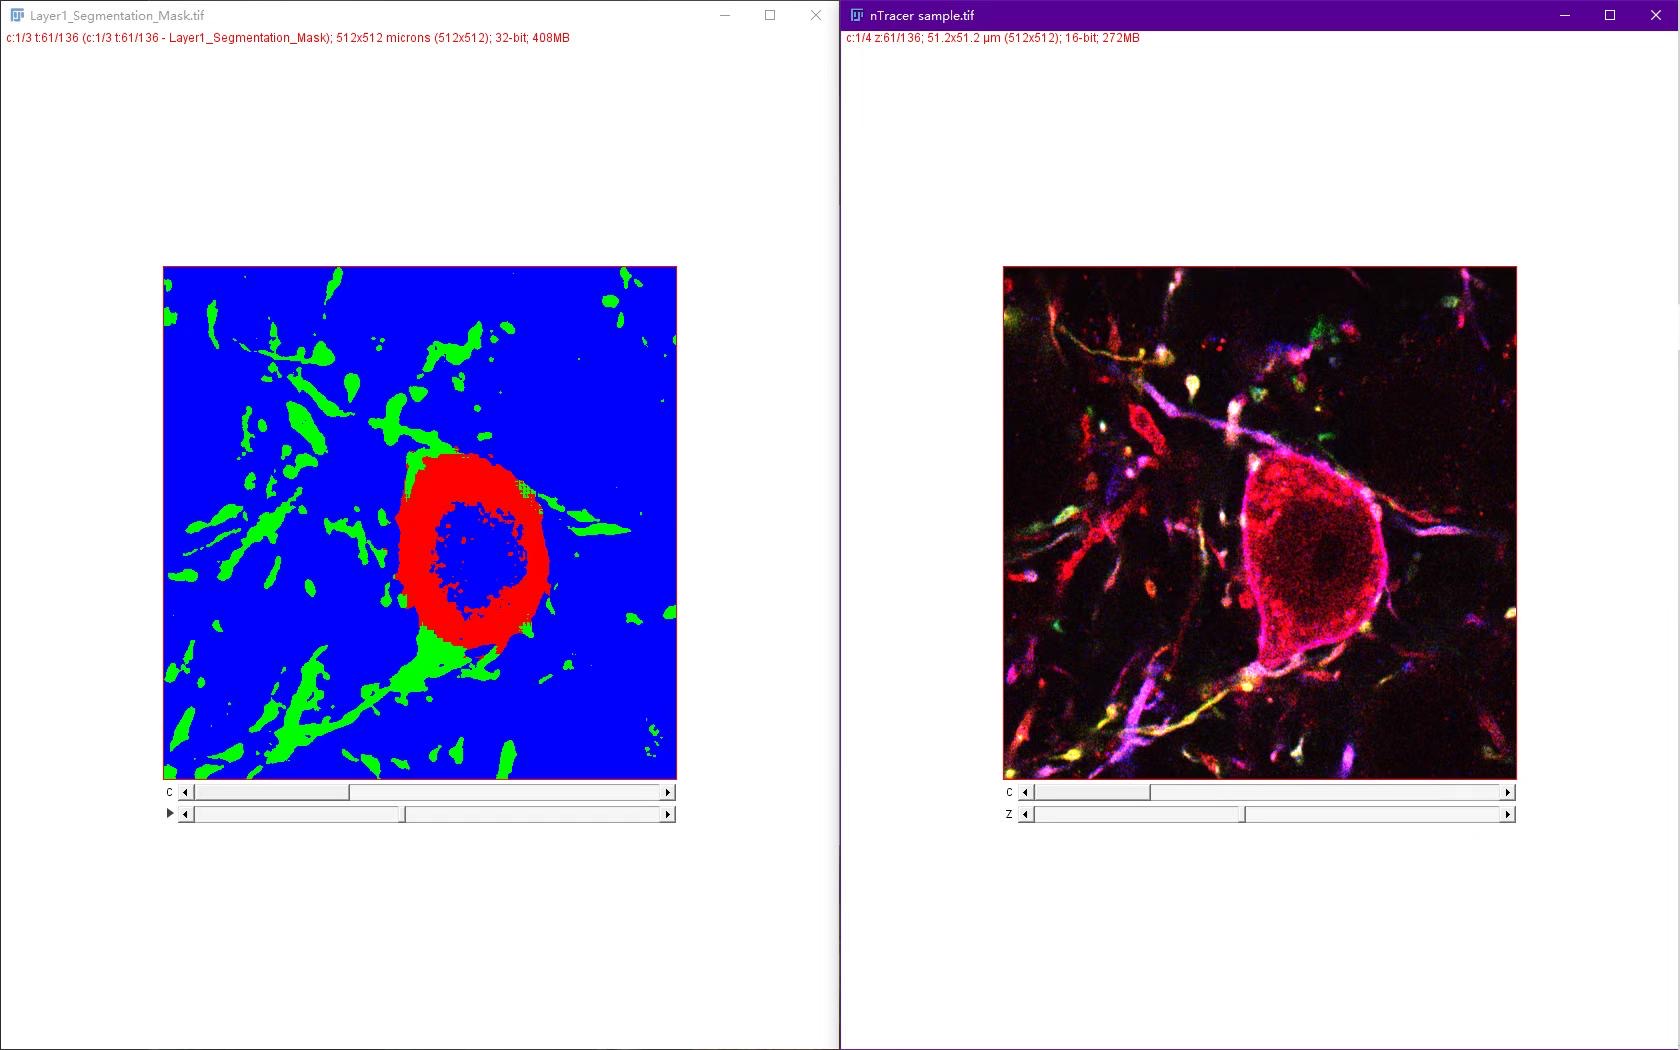 Layer1_Segmentation_Mask.tif
c:1/3 t:61/136 (c:1/3 t:61/136 - Layer1_Segmentation_Mask); 512x512 microns (512x512); 32-bit; 408MB
C
nTracer sample.tif
c:1/4 z:61/136; 51.2x51.2 µm (512x512); 16-bit; 272MB
C
Z